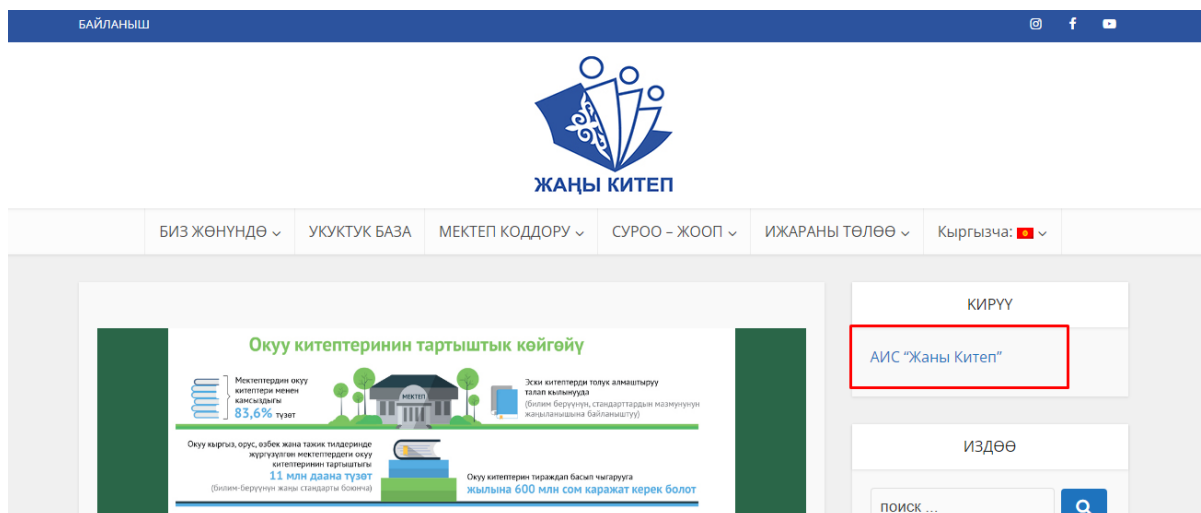 БАЙЛАНЫШ
ЖАҢЫ КИТЕП
БИЗ ЖӨНҮНДӨ
УКУКТУК БАЗА
МЕКТЕП КОДДОРУ
СУРОО – ЖООП
ИЖАРАНЫ ТӨЛӨӨ
Кыргызча:
КИРҮҮ
АИС “Жаны Китеп”
Окуу китептеринин тартыштык көйгөйү
Мектептердин окуу
китептери менен
камсыздыгы
83,6% түзөт
МЕКТЕП
Эски китептерди толук алмаштыруу
талап кылынууда
(билим берүүнүн, стандарттардын мазмунунун
жаңыланышына байланыштуу)
Окуу кыргыз, орус, өзбек жана тажик тилдеринде
жүргүзүлгөн мектептердеги окуу
китептеринин тартыштыгы
11 млн даана түзөт
(билим-берүүнүн жаңы стандарты боюнча)
Окуу китептерин тираждап басып чыгарууга
жылына 600 млн сом каражат керек болот
ИЗДӨӨ
поиск ...